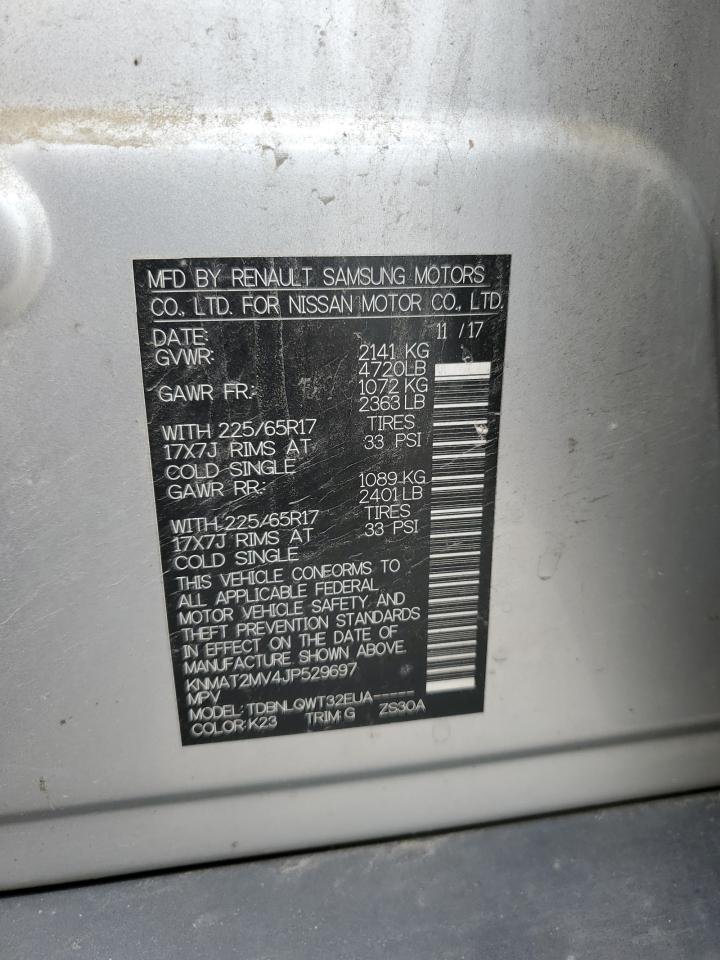 MFD BY RENAULT SAMSUNG MOTORS
CO., LTD. FOR NISSAN MOTOR CO., LTD.
DATE: 11 / 17
GVWR: 2141 KG
4720LB
GAWR FR.: 1072 KG
2363 LB
WITH 225/65R17 TIRES
17X7J RIMS AT 33 PSI
COLD SINGLE
GAWR RR.: 1089 KG
2401 LB
WITH 225/65R17 TIRES
17X7J RIMS AT 33 PSI
COLD SINGLE
THIS VEHICLE CONFORMS TO
ALL APPLICABLE FEDERAL
MOTOR VEHICLE SAFETY AND
THEFT PREVENTION STANDARDS
IN EFFECT ON THE DATE OF
MANUFACTURE SHOWN ABOVE.
KNMAT2MV4JP529697
MPV
MODEL: TDBNLQWT32EUA-----
COLOR: K23 TRIM: G ZS30A